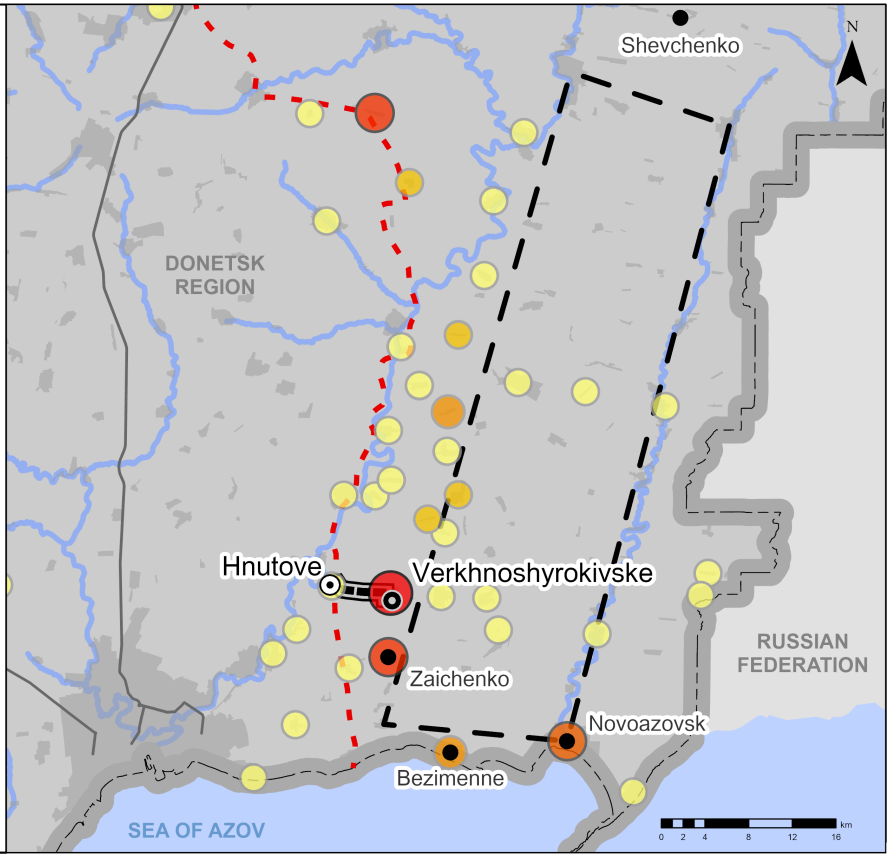 N
Shevchenko
DONETSK
REGION
Hnutove
Verkhnoshyrokivske
RUSSIAN
FEDERATION
Zaichenko
Novoazovsk
Bezimenne
SEA OF AZOV
km
0 2 4 8 12 16